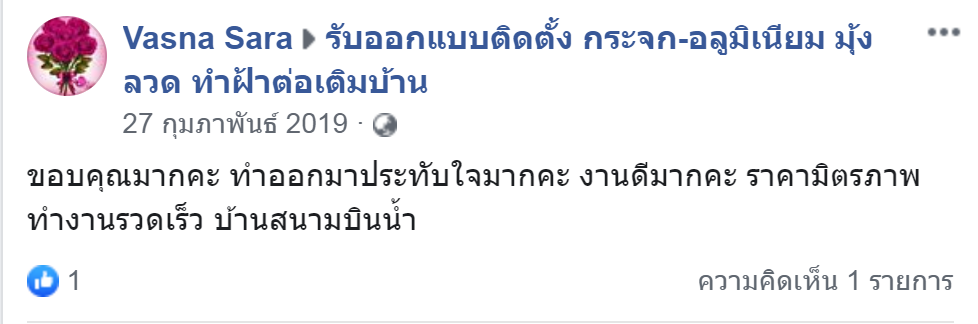 Vasna Sara ▶ รับออกแบบติดตั้ง กระจก-อลูมิเนียม มุ้ง
ลวด ทำฝ้าต่อเติมบ้าน
27 กุมภาพันธ์ 2019 ·
ขอบคุณมากคะ ทำออกมาประทับใจมากคะ งานดีมากคะ ราคามิตรภาพ
ทำงานรวดเร็ว บ้านสนามบินน้ำ
1 ความคิดเห็น 1 รายการ